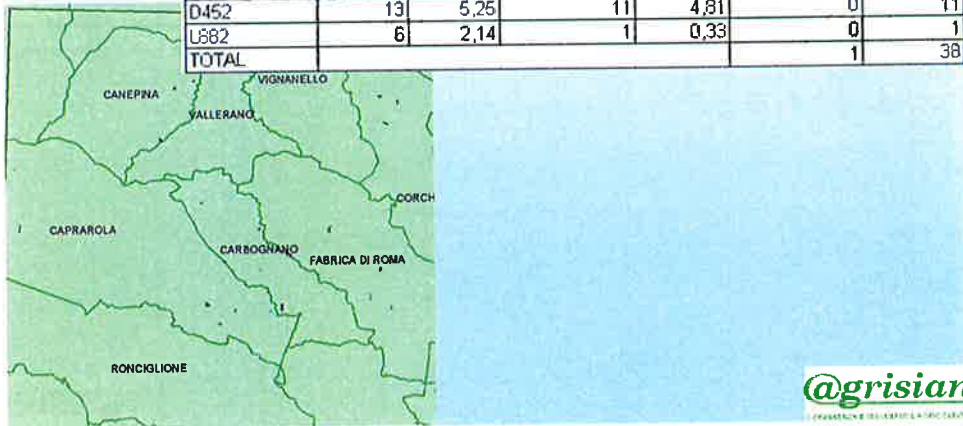 D452 13 5,25 11 4,81 0 11
6 2,14 1 0,33 0 1
TOTAL 1 38
VIGNANELLO
CANEPINA
VALLERANO
CORCH
CAPRAROLA
CARBOGNANO
FABRICA DI ROMA
RONCIGLIONE
@grisian